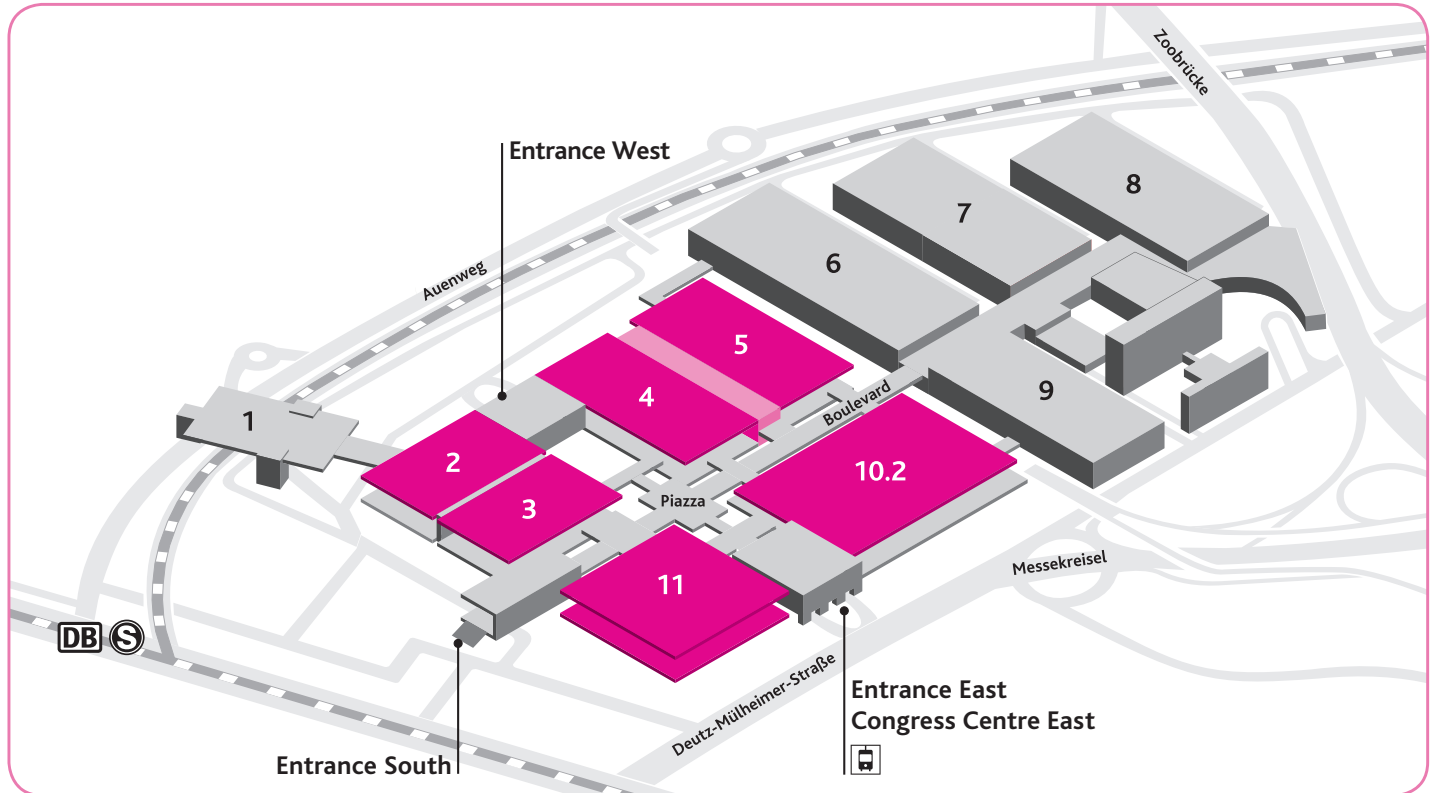 Zoobrücke
Entrance West
8
7
6
Auenweg
5
4
Boulevard
9
1
2
10.2
3
Piazza
11
Messekreisel
DB S
Deutz-Mülheimer-Straße
Entrance East
Congress Centre East
Entrance South